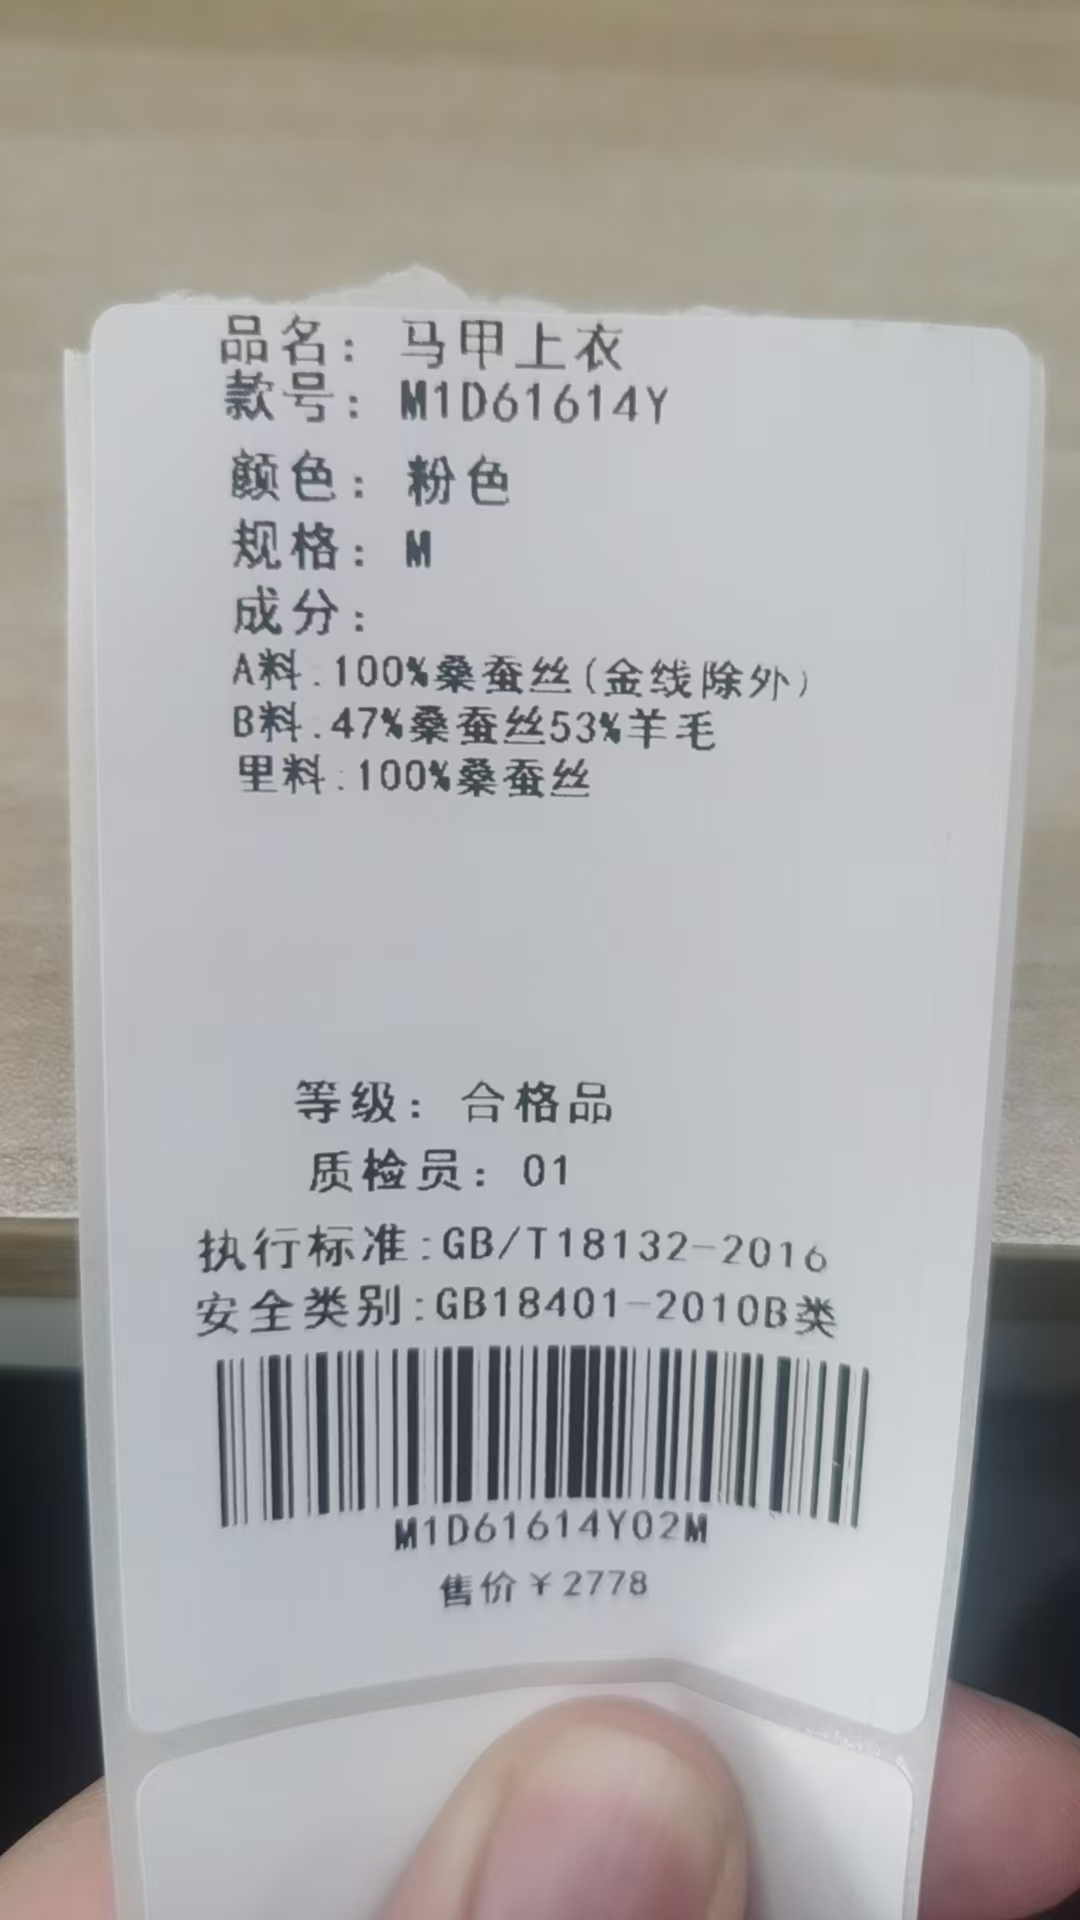 品名：马甲上衣
款号：M1D61614Y
颜色：粉色
规格：M
成分：
A料:100%桑蚕丝(金线除外)
B料:47%桑蚕丝53%羊毛
里料:100%桑蚕丝
等级：合格品
质检员：01
执行标准:GB/T18132-2016
安全类别:GB18401-2010B类
M1D61614Y02M
售价￥2778